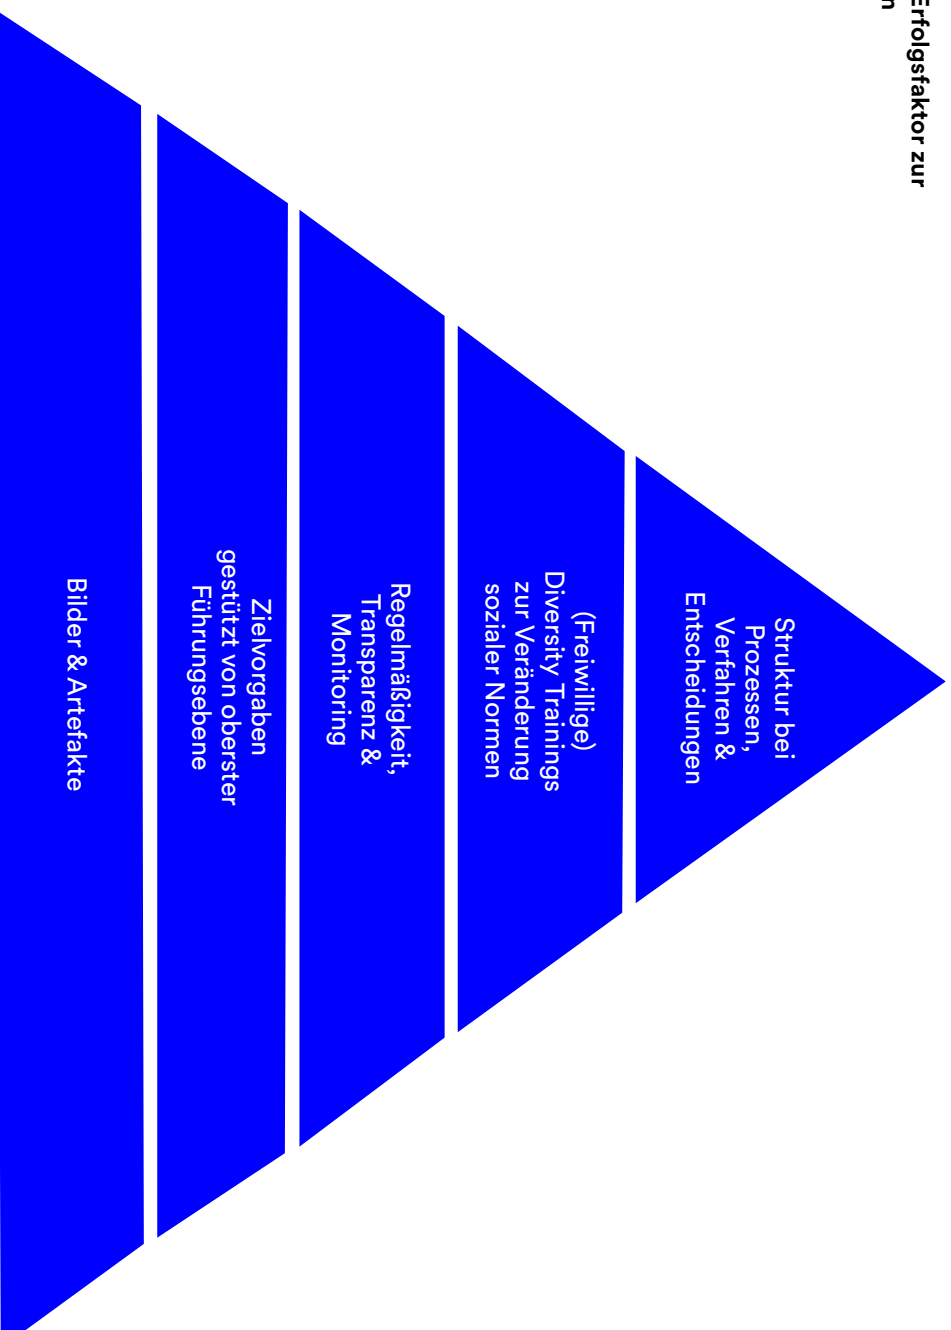 Erfolgsfaktor zur
Struktur bei
Prozessen,
Verfahren &
Entscheidungen
(Freiwillige)
Diversity Trainings
zur Veränderung
sozialer Normen
Regelmäßigkeit,
Transparenz &
Monitoring
Zielvorgaben
gestützt von oberster
Führungsebene
Bilder & Artefakte